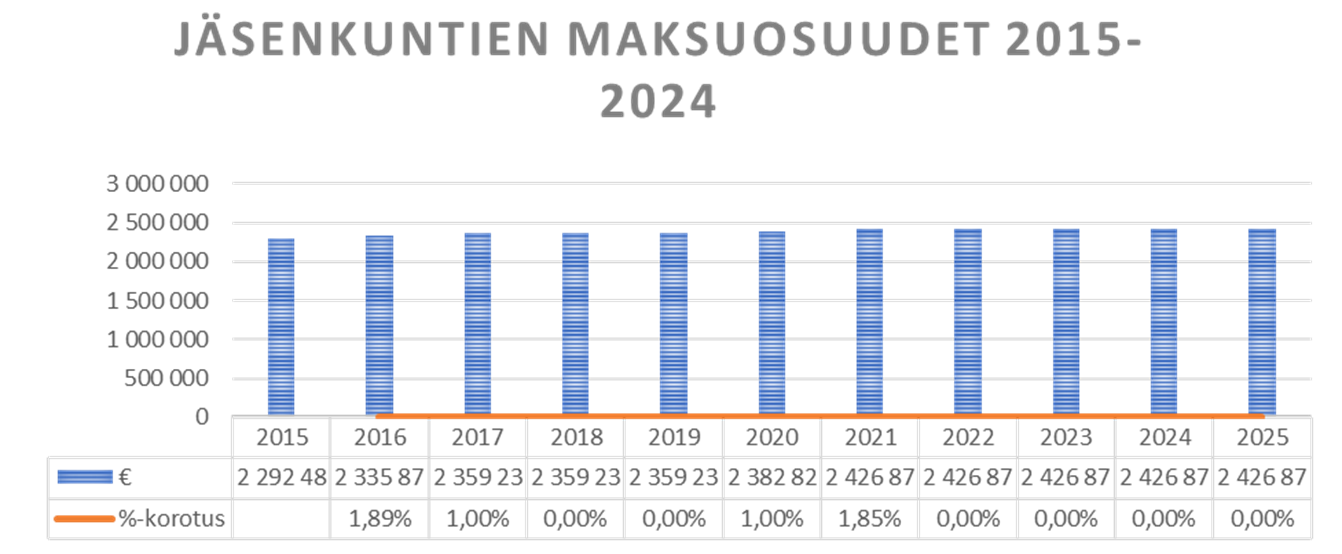 JÄSENKUNTIEN MAKSUOSUUDET 2015-
2024
3 000 000
2 500 000
2 000 000
1 500 000
1 000 000
500 000
0
2015 2016 2017 2018 2019 2020 2021 2022 2023 2024 2025
€ 2 292 48 2 335 87 2 359 23 2 359 23 2 359 23 2 382 82 2 426 87 2 426 87 2 426 87 2 426 87 2 426 87
%-korotus 1,89% 1,00% 0,00% 0,00% 1,00% 1,85% 0,00% 0,00% 0,00% 0,00%